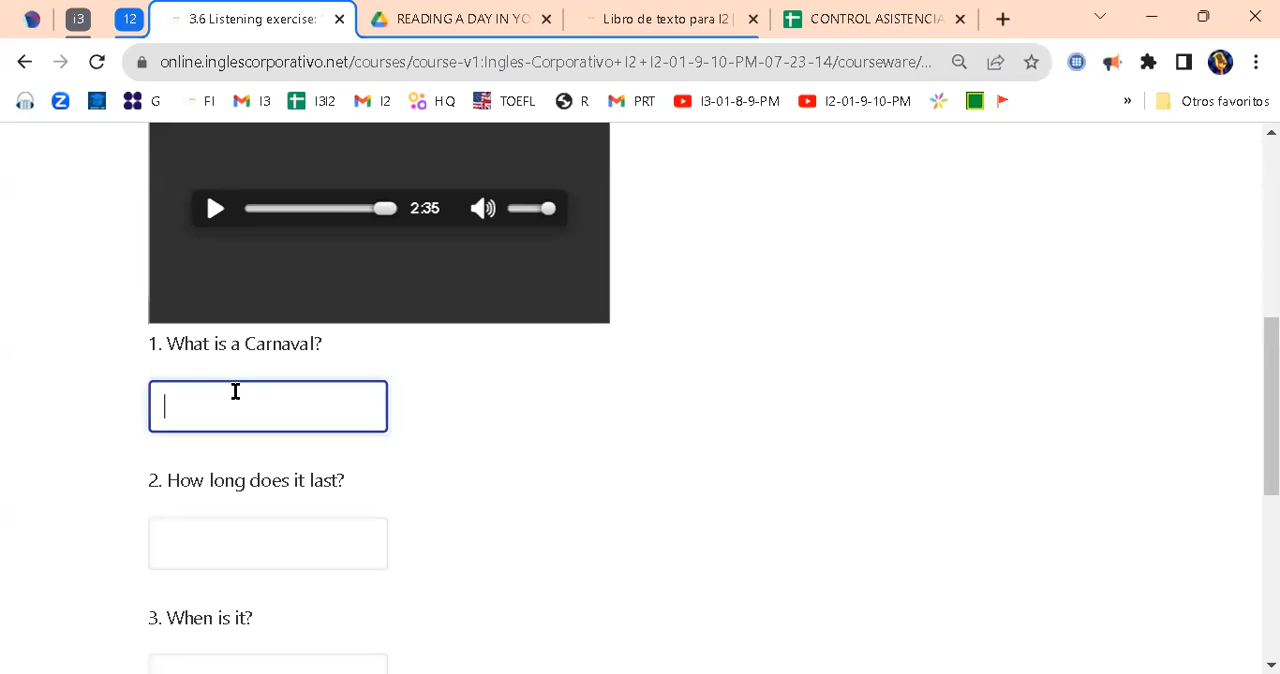 i3
12
3.6 Listening exercise:
READING A DAY IN YO
Libro de texto para I2 |
CONTROL ASISTENCIA
online.inglescorporativo.net/courses/course-v1:Ingles-Corporativo+I2+I2-01-9-10-PM-07-23-14/courseware/...
G
FI
I3
I3I2
I2
HQ
TOEFL
R
PRT
I3-01-8-9-PM
I2-01-9-10-PM
»
Otros favoritos
2:35
1. What is a Carnaval?
2. How long does it last?
3. When is it?